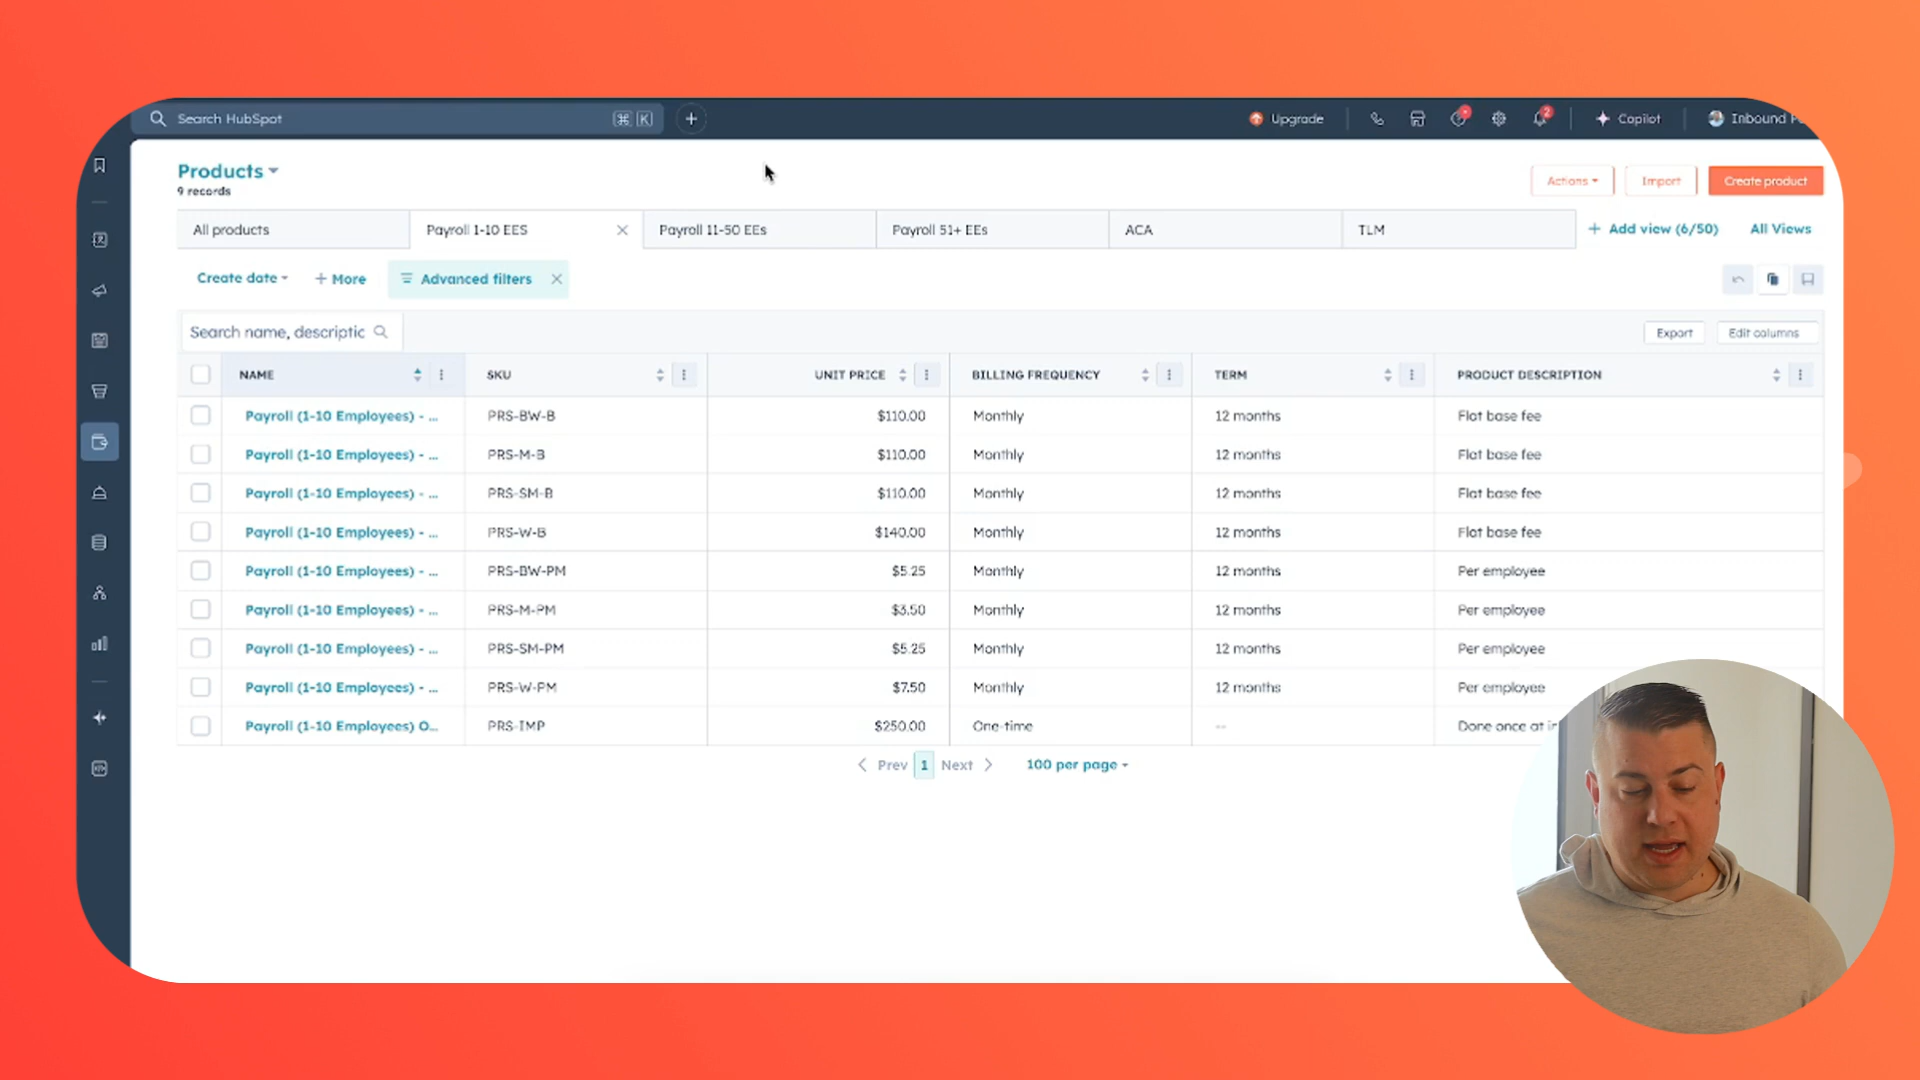 Search HubSpot ⌘ K +
Upgrade Copilot Inbound
Products
9 records
Actions Import Create product
All products Payroll 1-10 EES Payroll 11-50 EEs Payroll 51+ EEs ACA TLM + Add view (6/50) All Views
Create date + More Advanced filters
Search name, descriptic Export Edit columns
NAME SKU UNIT PRICE BILLING FREQUENCY TERM PRODUCT DESCRIPTION
Payroll (1-10 Employees) - ... PRS-BW-B $110.00 Monthly 12 months Flat base fee
Payroll (1-10 Employees) - ... PRS-M-B $110.00 Monthly 12 months Flat base fee
Payroll (1-10 Employees) - ... PRS-SM-B $110.00 Monthly 12 months Flat base fee
Payroll (1-10 Employees) - ... PRS-W-B $140.00 Monthly 12 months Flat base fee
Payroll (1-10 Employees) - ... PRS-BW-PM $5.25 Monthly 12 months Per employee
Payroll (1-10 Employees) - ... PRS-M-PM $3.50 Monthly 12 months Per employee
Payroll (1-10 Employees) - ... PRS-SM-PM $5.25 Monthly 12 months Per employee
Payroll (1-10 Employees) - ... PRS-W-PM $7.50 Monthly 12 months Per employee
Payroll (1-10 Employees) O... PRS-IMP $250.00 One-time -- Done once at
Prev 1 Next 100 per page